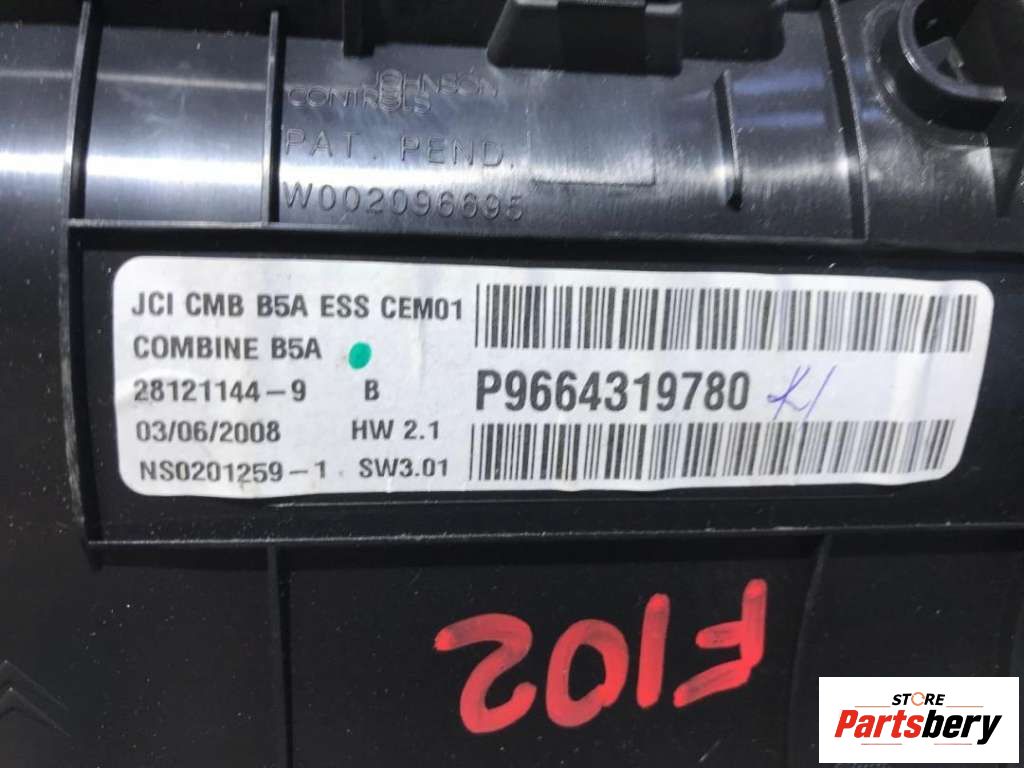 JOHNSON
CONTROLS
PAT. PEND.
W002096695
JCI CMB B5A ESS CEM01
COMBINE B5A
28121144-9 B
P9664319780
03/06/2008 HW 2.1
NS0201259-1 SW3.01
F102
STORE
Partsbery